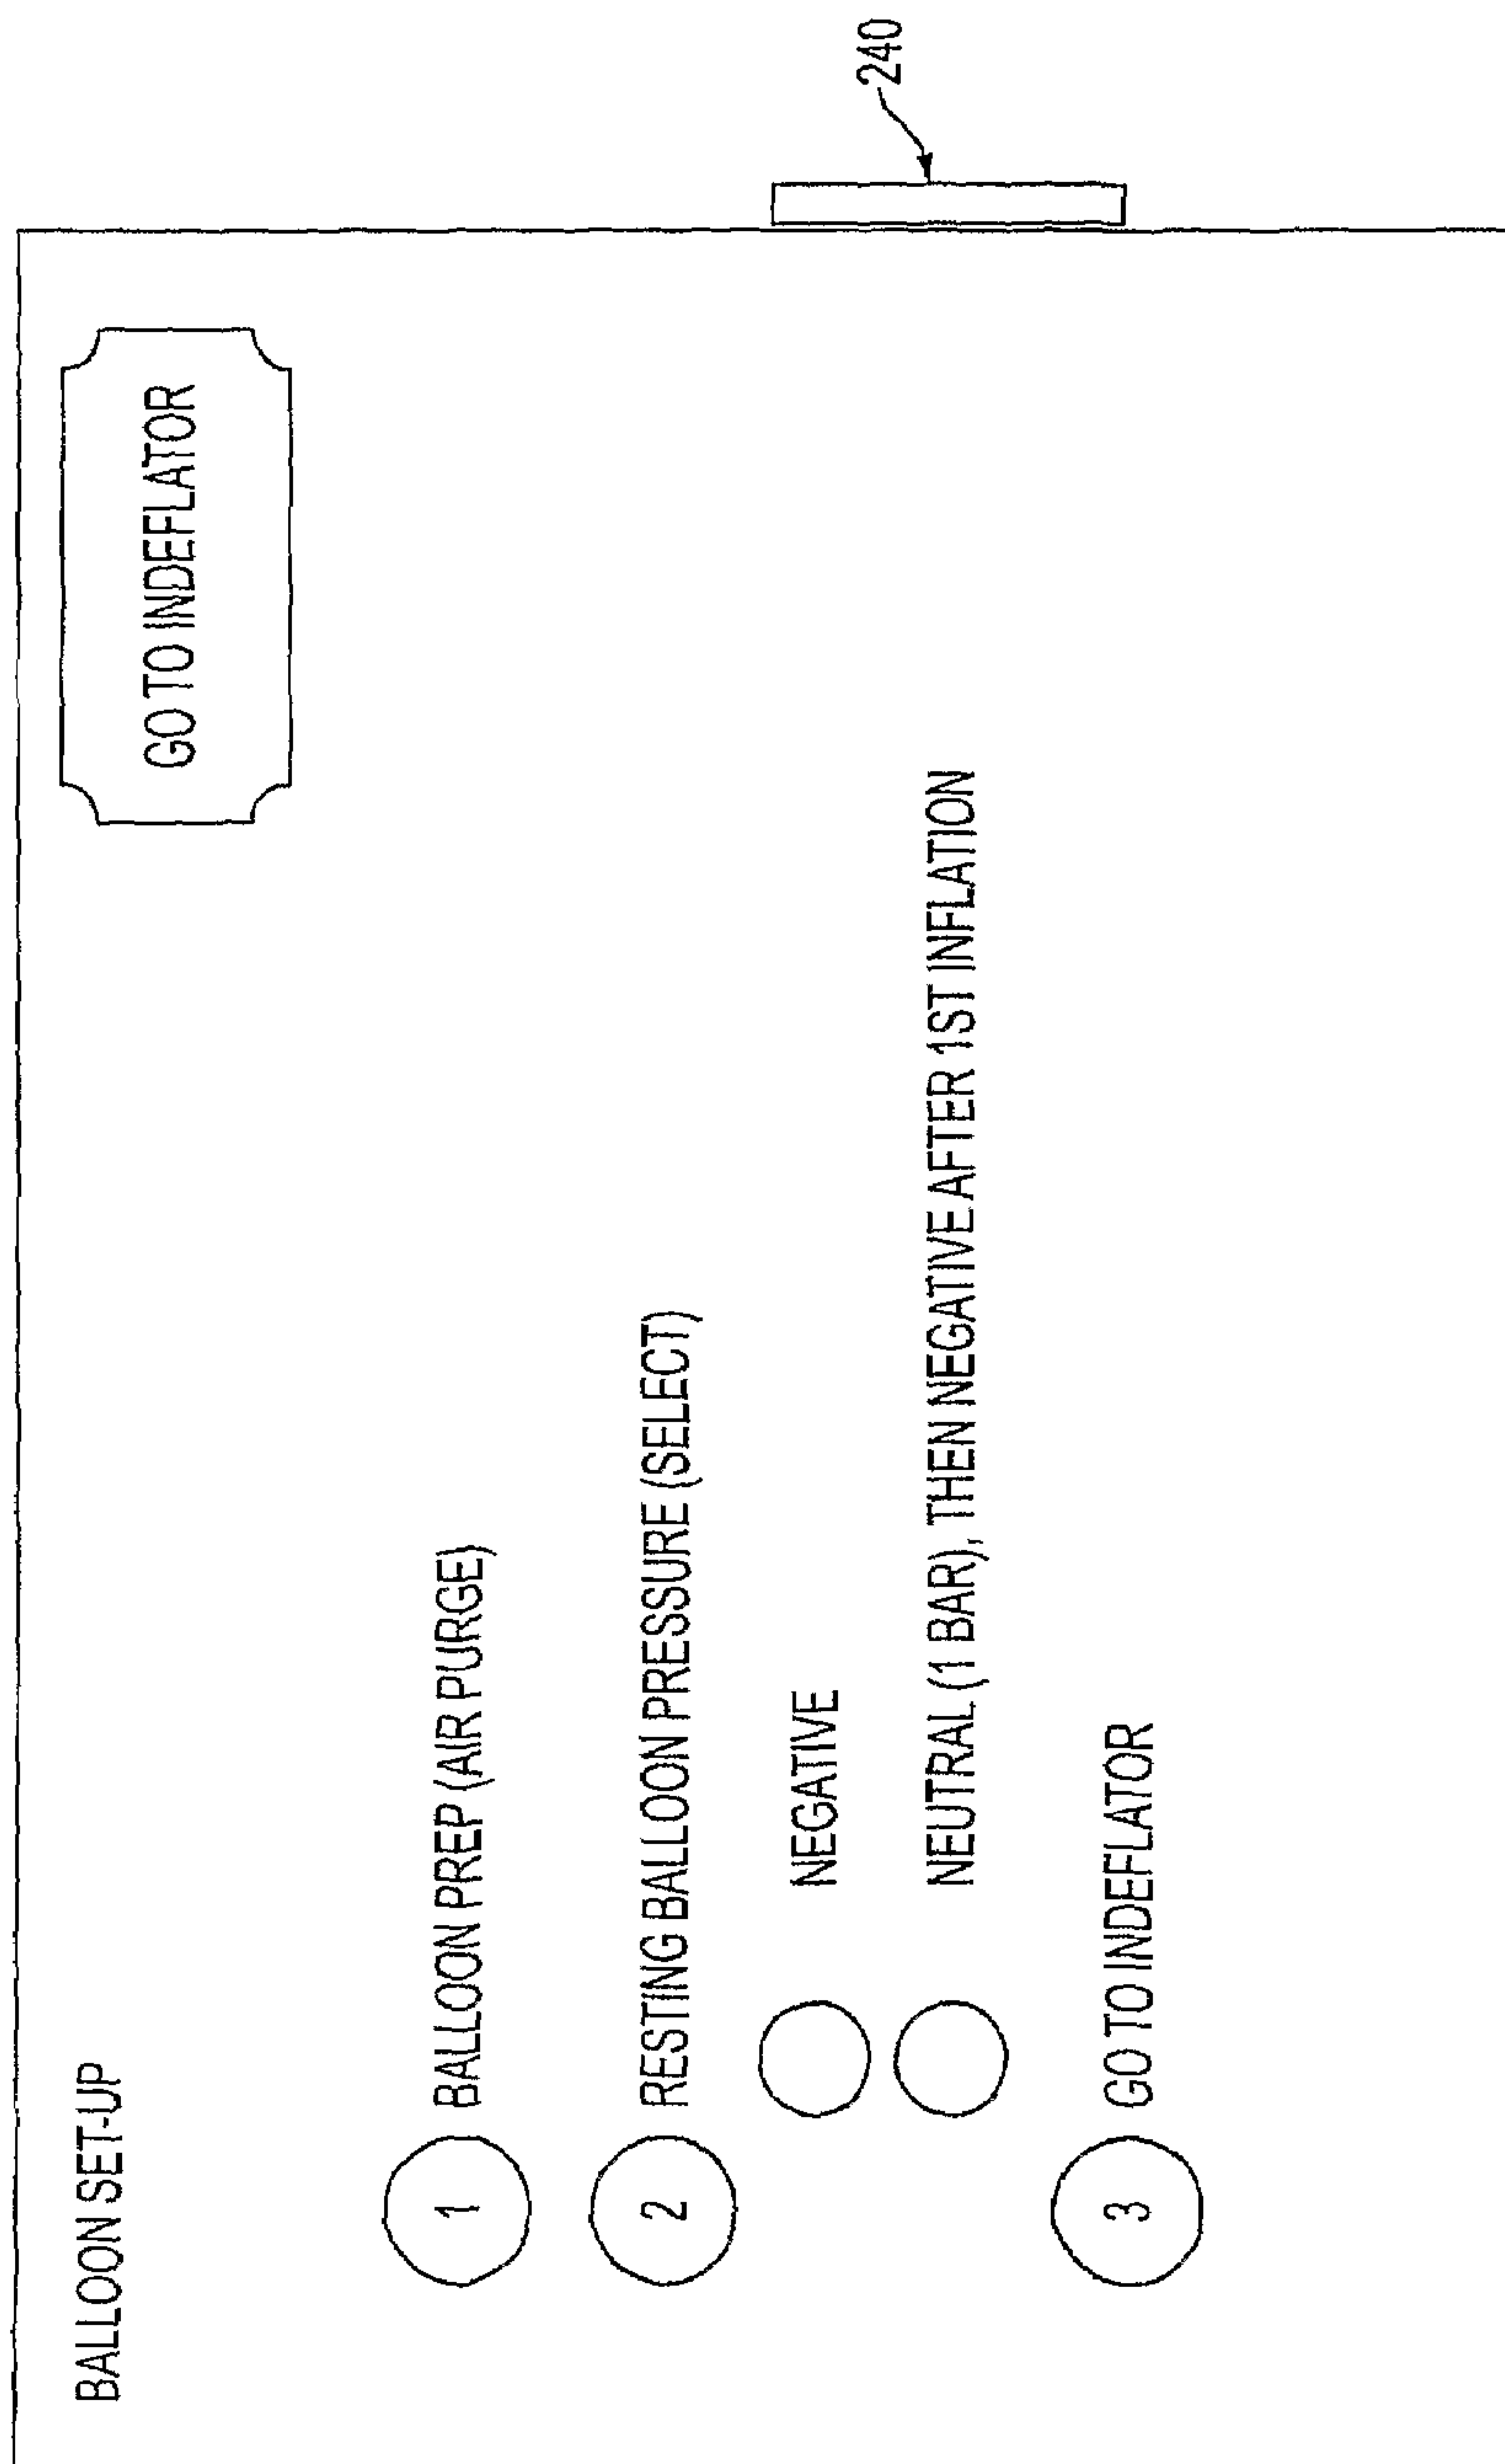 BALLOON SET-UP
GO TO INDEFLATOR
1 BALLOON PREP (AIR PURGE)
2 RESTING BALLOON PRESSURE (SELECT)
NEGATIVE
NEUTRAL (1 BAR), THEN NEGATIVE AFTER 1ST INFLATION
3 GO TO INDEFLATOR
240